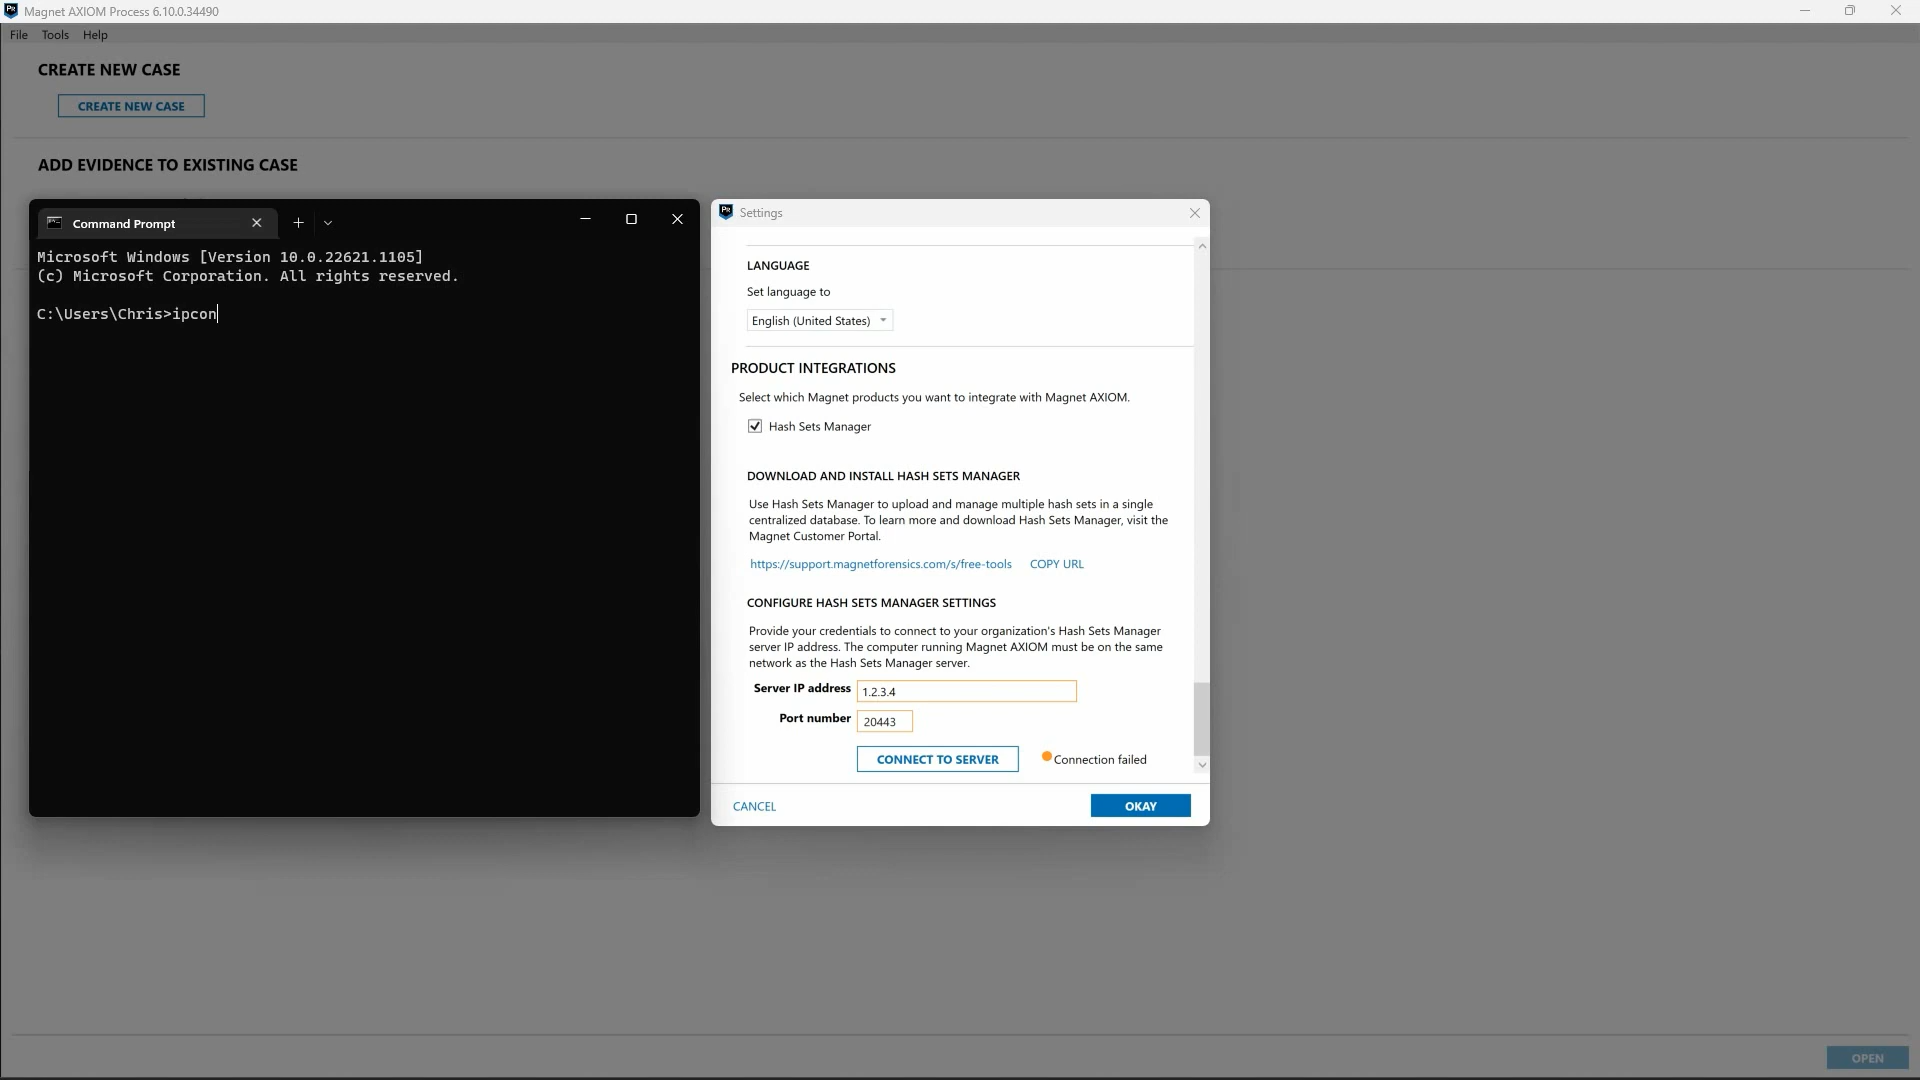 Magnet AXIOM Process 6.10.0.34490
File Tools Help
CREATE NEW CASE
CREATE NEW CASE
ADD EVIDENCE TO EXISTING CASE
Command Prompt
Microsoft Windows [Version 10.0.22621.1105]
(c) Microsoft Corporation. All rights reserved.
C:\Users\Chris>ipcon
Settings
LANGUAGE
Set language to
English (United States)
PRODUCT INTEGRATIONS
Select which Magnet products you want to integrate with Magnet AXIOM.
Hash Sets Manager
DOWNLOAD AND INSTALL HASH SETS MANAGER
Use Hash Sets Manager to upload and manage multiple hash sets in a single
centralized database. To learn more and download Hash Sets Manager, visit the
Magnet Customer Portal.
https://support.magnetforensics.com/s/free-tools COPY URL
CONFIGURE HASH SETS MANAGER SETTINGS
Provide your credentials to connect to your organization's Hash Sets Manager
server IP address. The computer running Magnet AXIOM must be on the same
network as the Hash Sets Manager server.
Server IP address 1.2.3.4
Port number 20443
CONNECT TO SERVER Connection failed
CANCEL OKAY
OPEN